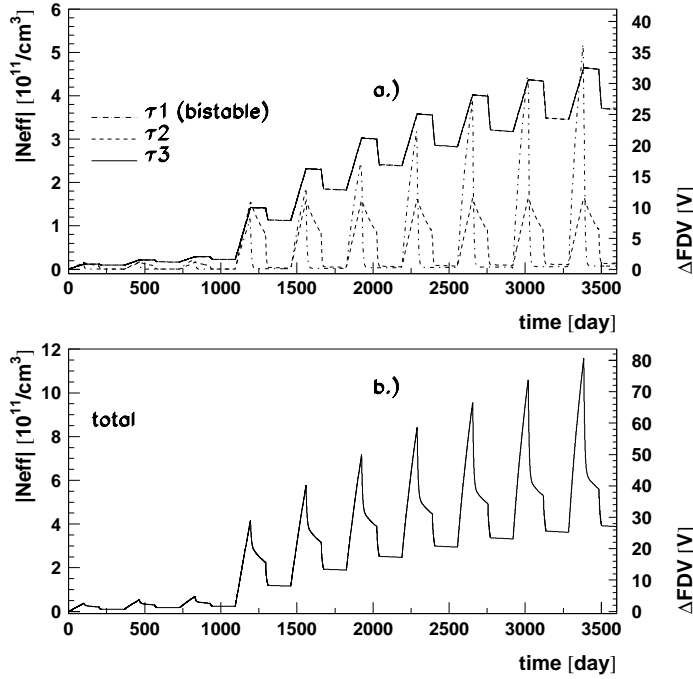 |Neff| [10^11/cm^3]
6
5
4
3
2
1
0
a.)
τ1 (bistable)
τ2
τ3
40
35
30
25
20
15
10
5
0
ΔFDV [V]
0 500 1000 1500 2000 2500 3000 3500
time [day]
|Neff| [10^11/cm^3]
12
10
8
6
4
2
0
b.)
total
80
70
60
50
40
30
20
10
0
ΔFDV [V]
0 500 1000 1500 2000 2500 3000 3500
time [day]